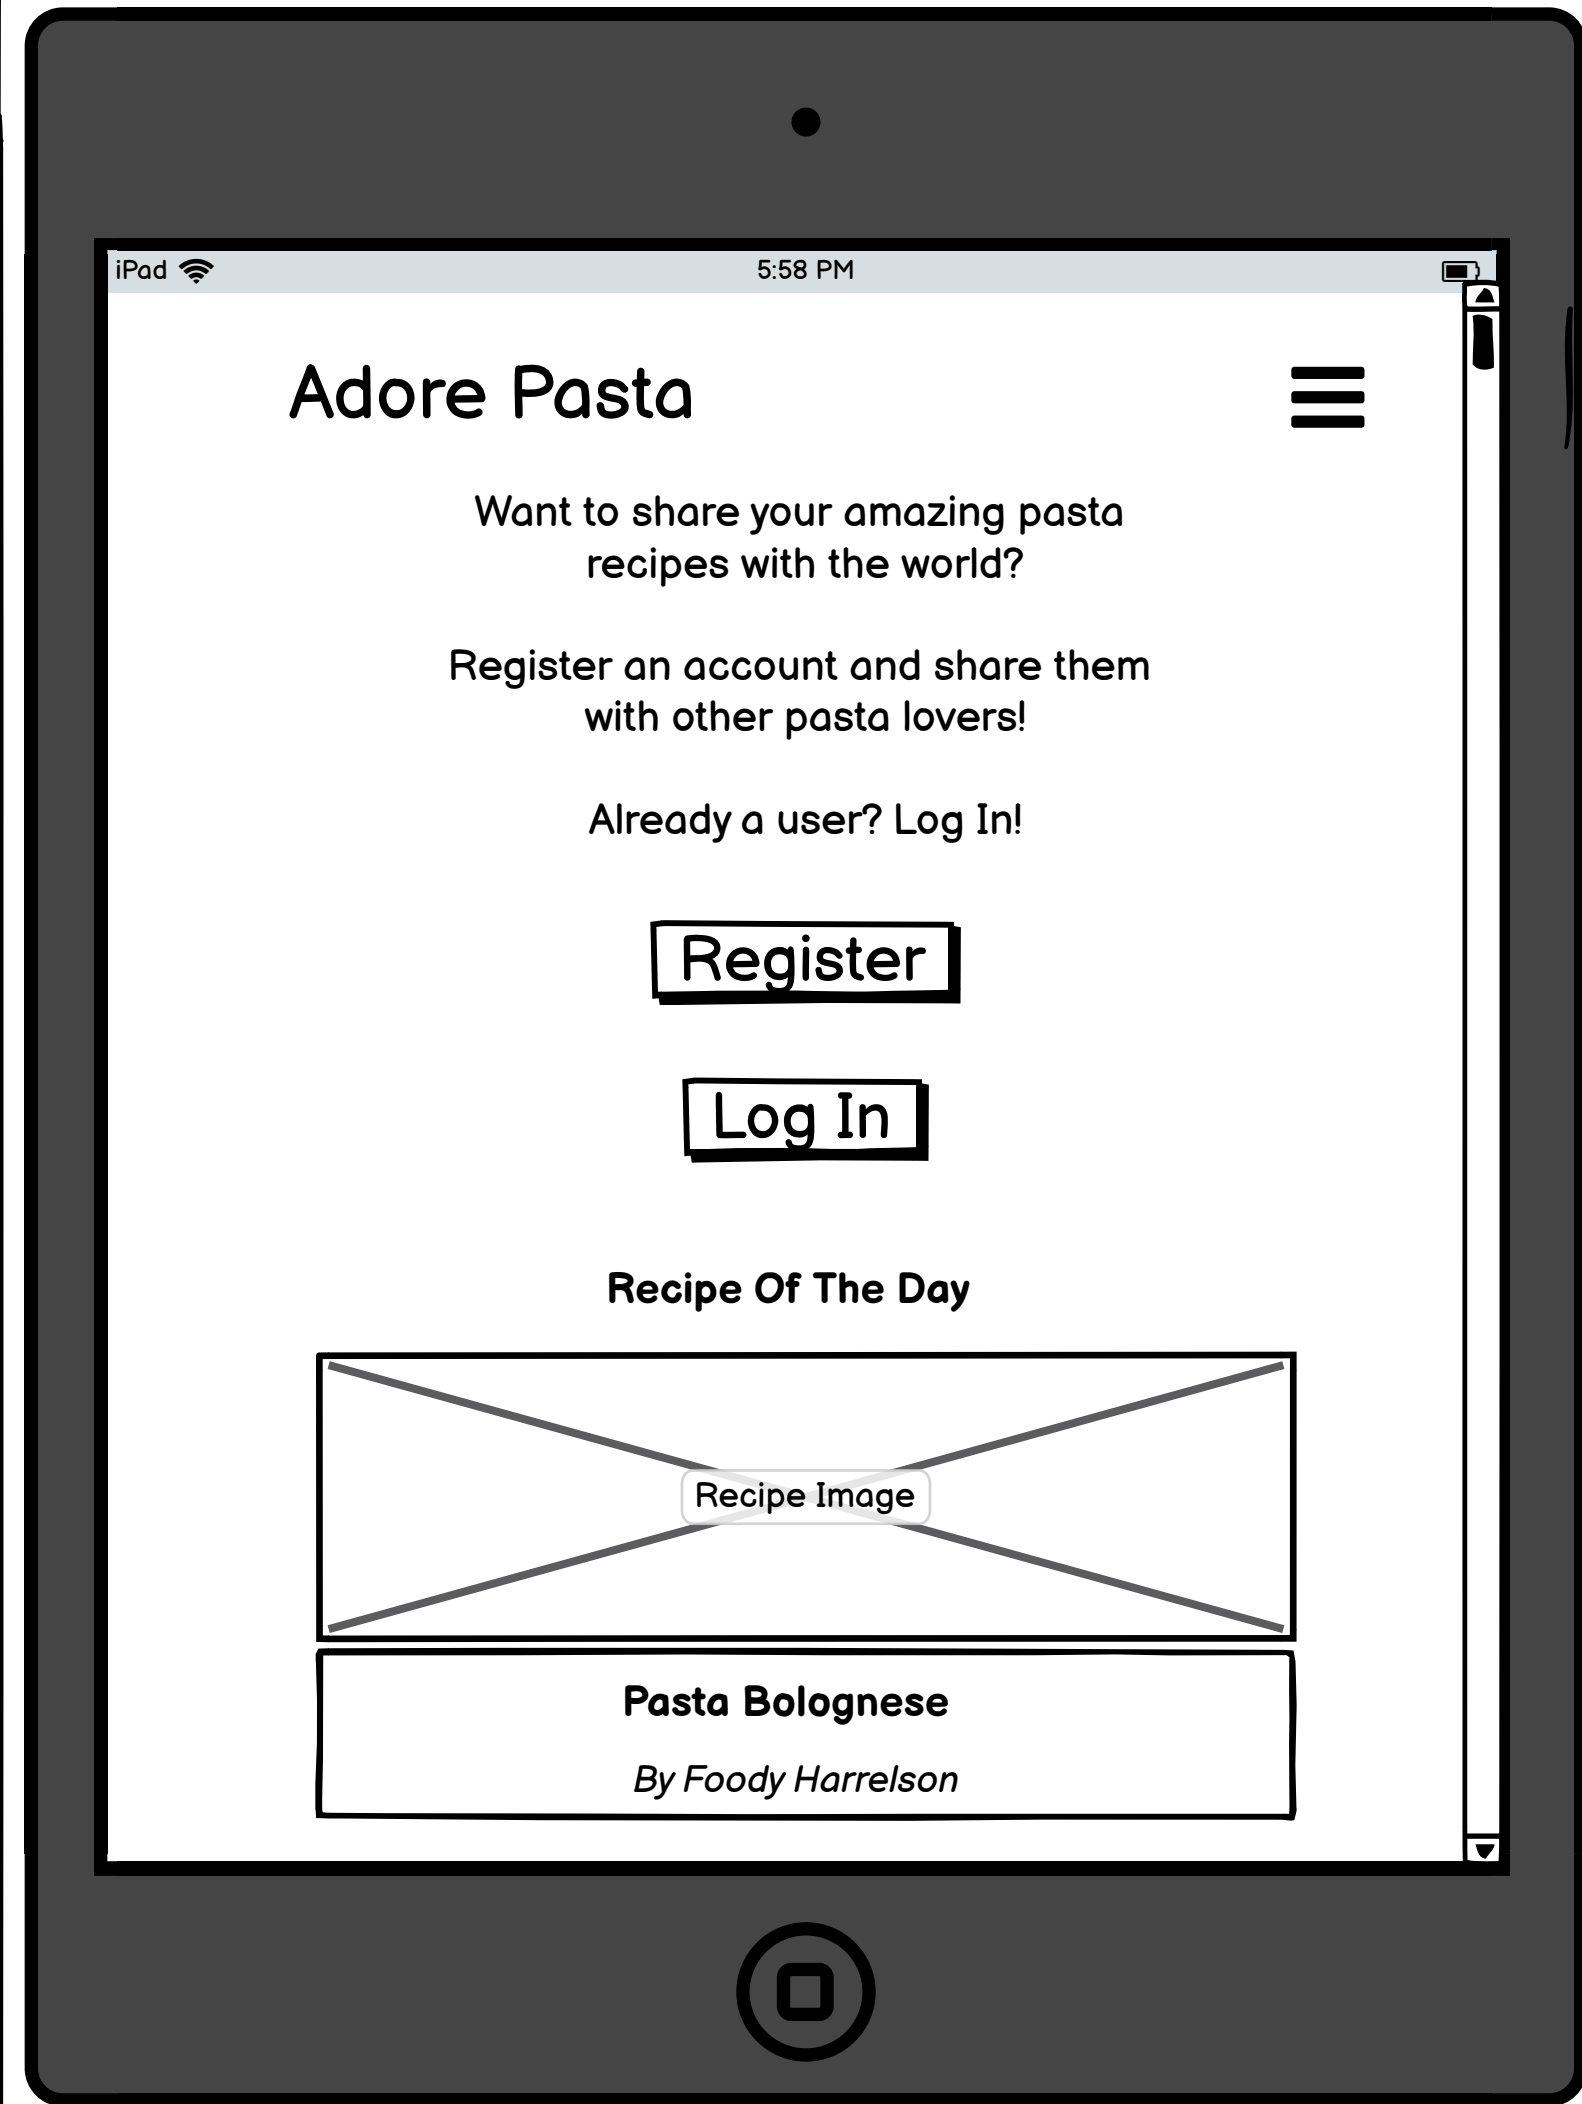 iPad
5:58 PM
Adore Pasta
Want to share your amazing pasta
recipes with the world?
Register an account and share them
with other pasta lovers!
Already a user? Log In!
Register
Log In
Recipe Of The Day
Recipe Image
Pasta Bolognese
By Foody Harrelson